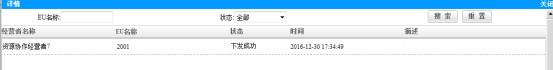 详情 关闭
EU名称: 状态: 全部 搜 索 重 置
经营者名称 EU名称 状态 时间 描述
资源协作经营者7 2001 下发成功 2016-12-30 17:34:49